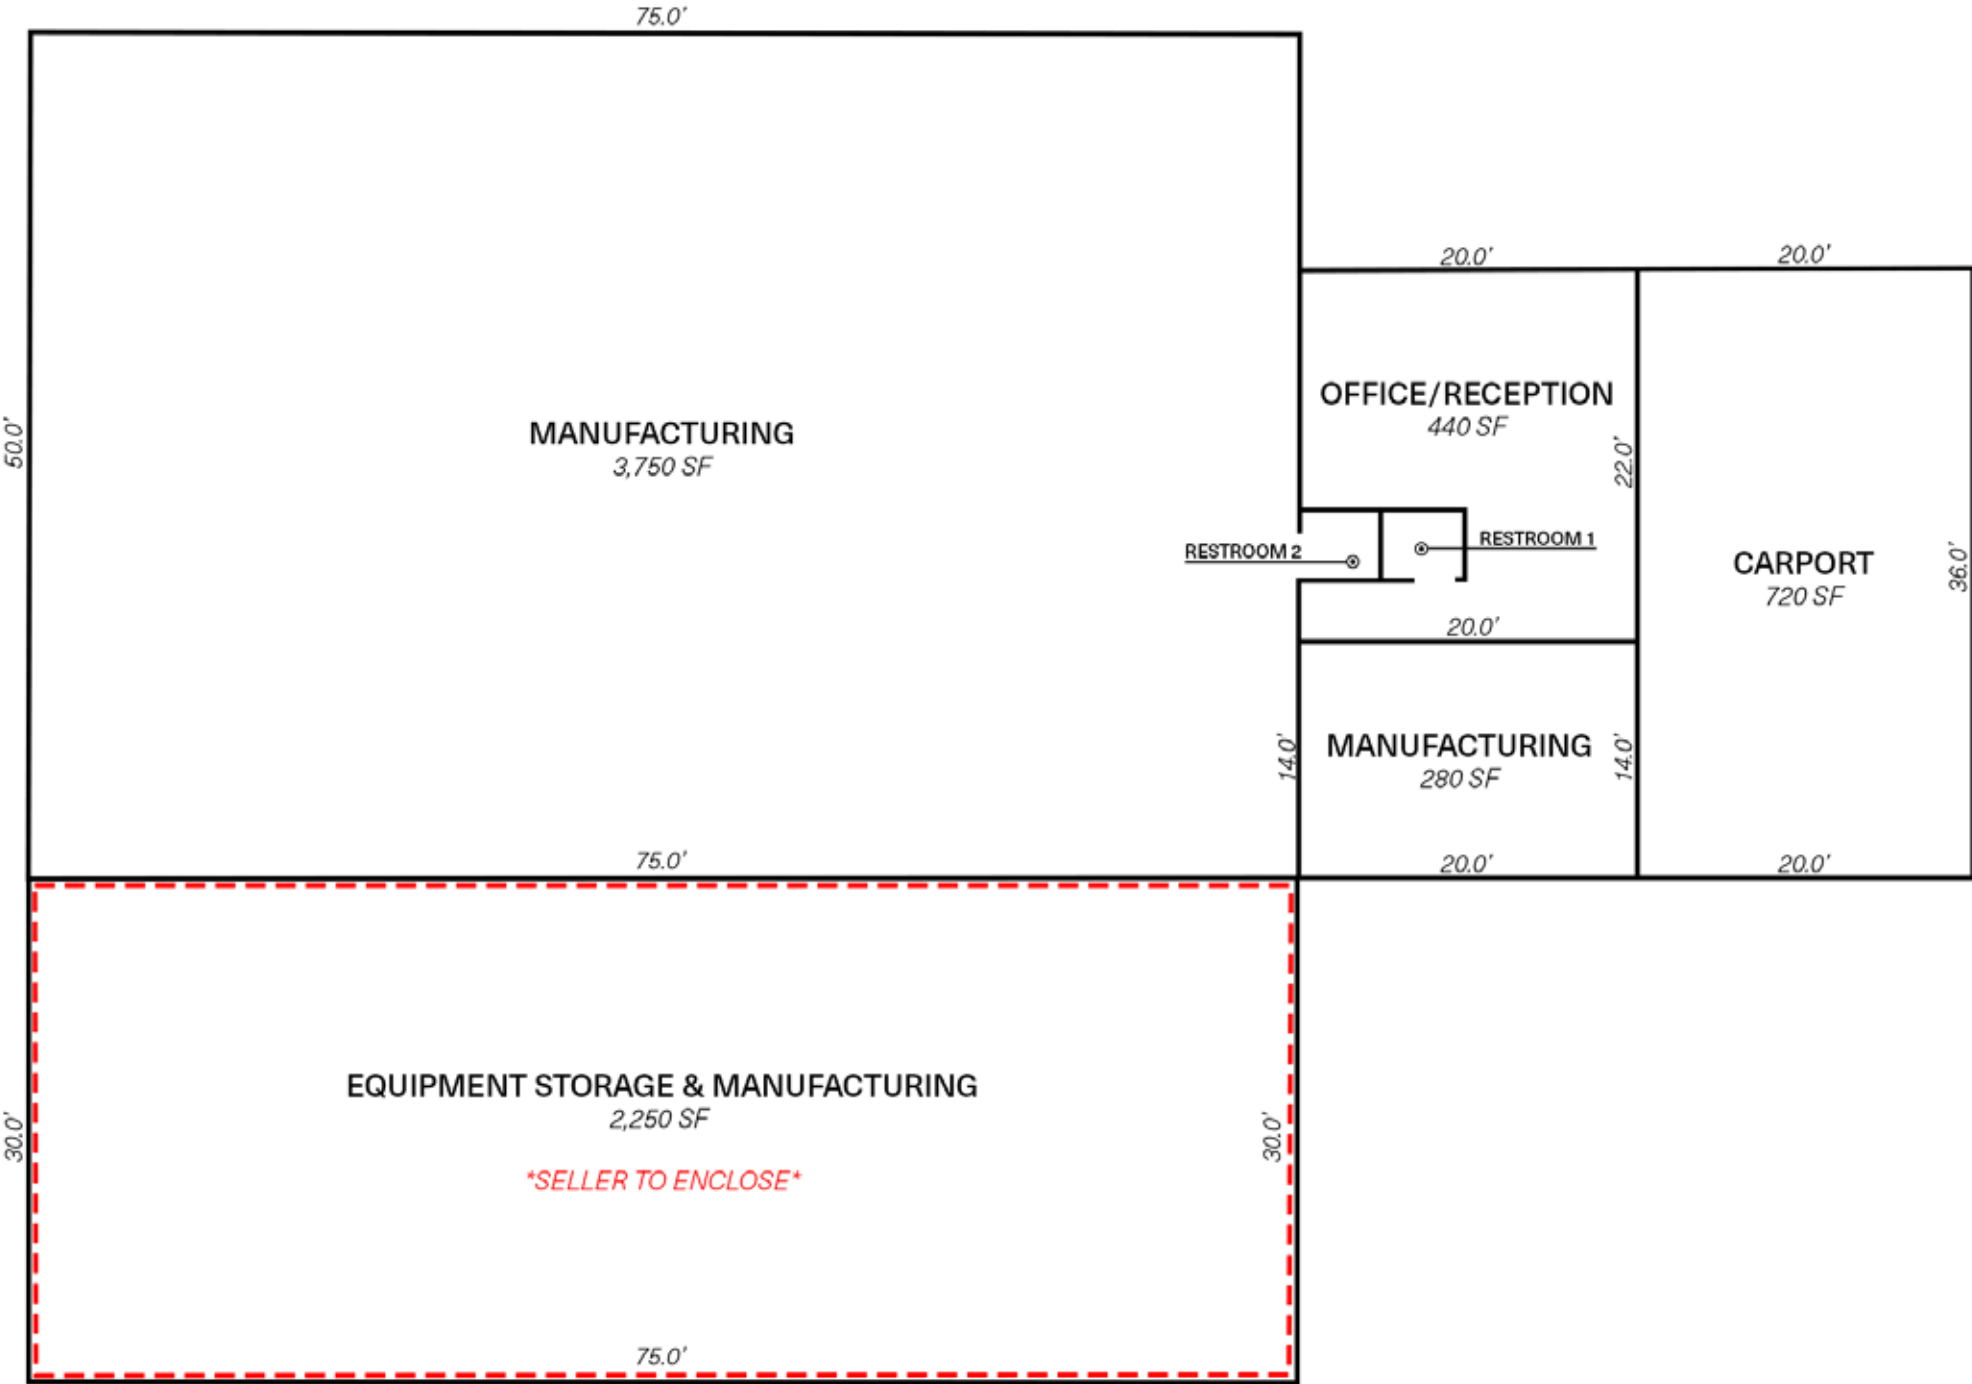 75.0'
20.0'
20.0'
OFFICE/RECEPTION
440 SF
22.0'
MANUFACTURING
3,750 SF
50.0'
RESTROOM 2
RESTROOM 1
CARPORT
720 SF
36.0'
20.0'
MANUFACTURING
280 SF
14.0'
14.0'
75.0'
20.0'
20.0'
EQUIPMENT STORAGE & MANUFACTURING
2,250 SF
30.0'
30.0'
*SELLER TO ENCLOSE*
75.0'